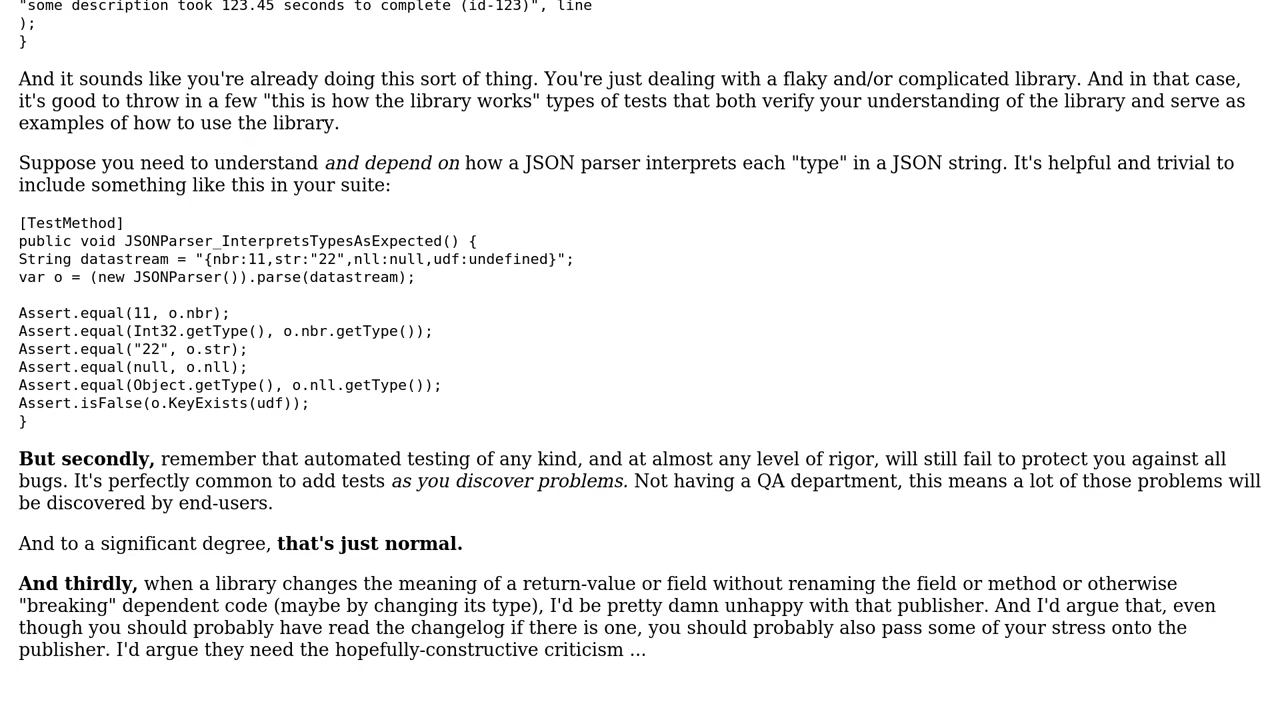 "some description took 123.45 seconds to complete (id-123)", line
);
}
And it sounds like you're already doing this sort of thing. You're just dealing with a flaky and/or complicated library. And in that case,
it's good to throw in a few "this is how the library works" types of tests that both verify your understanding of the library and serve as
examples of how to use the library.
Suppose you need to understand and depend on how a JSON parser interprets each "type" in a JSON string. It's helpful and trivial to
include something like this in your suite:
[TestMethod]
public void JSONParser_InterpretsTypesAsExpected() {
String datastream = "{nbr:11,str:"22",nll:null,udf:undefined}";
var o = (new JSONParser()).parse(datastream);
Assert.equal(11, o.nbr);
Assert.equal(Int32.getType(), o.nbr.getType());
Assert.equal("22", o.str);
Assert.equal(null, o.nll);
Assert.equal(Object.getType(), o.nll.getType());
Assert.isFalse(o.KeyExists(udf));
}
But secondly, remember that automated testing of any kind, and at almost any level of rigor, will still fail to protect you against all
bugs. It's perfectly common to add tests as you discover problems. Not having a QA department, this means a lot of those problems will
be discovered by end-users.
And to a significant degree, that's just normal.
And thirdly, when a library changes the meaning of a return-value or field without renaming the field or method or otherwise
"breaking" dependent code (maybe by changing its type), I'd be pretty damn unhappy with that publisher. And I'd argue that, even
though you should probably have read the changelog if there is one, you should probably also pass some of your stress onto the
publisher. I'd argue they need the hopefully-constructive criticism ...